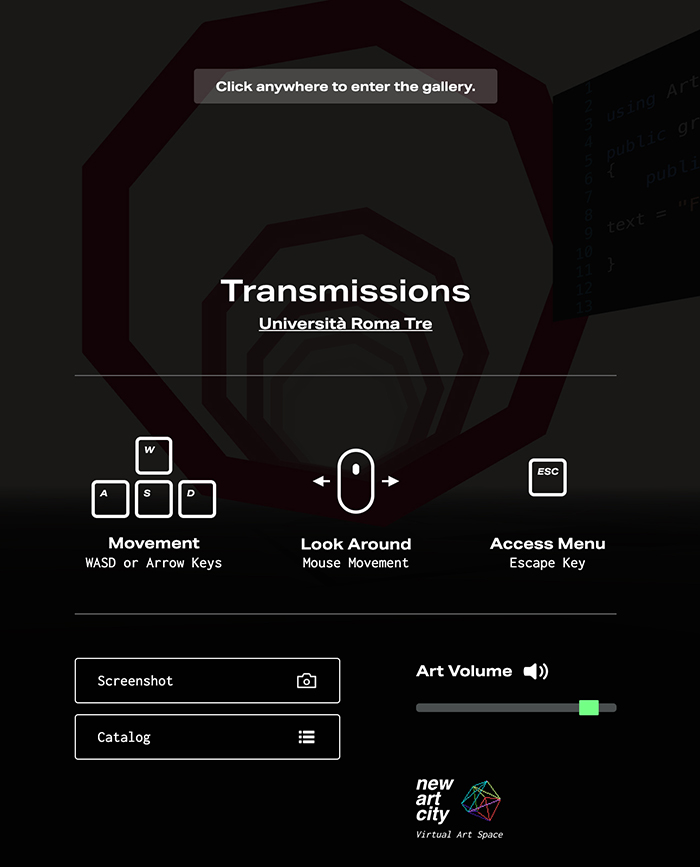 Click anywhere to enter the gallery.
1
2
3
4
5
6
7
8
9
10
11
12
13
using Art
public gr
{ publi
text = "F
}
Transmissions
Università Roma Tre
W
A S D
ESC
Movement
WASD or Arrow Keys
Look Around
Mouse Movement
Access Menu
Escape Key
Screenshot
Catalog
Art Volume
new
art
city
Virtual Art Space